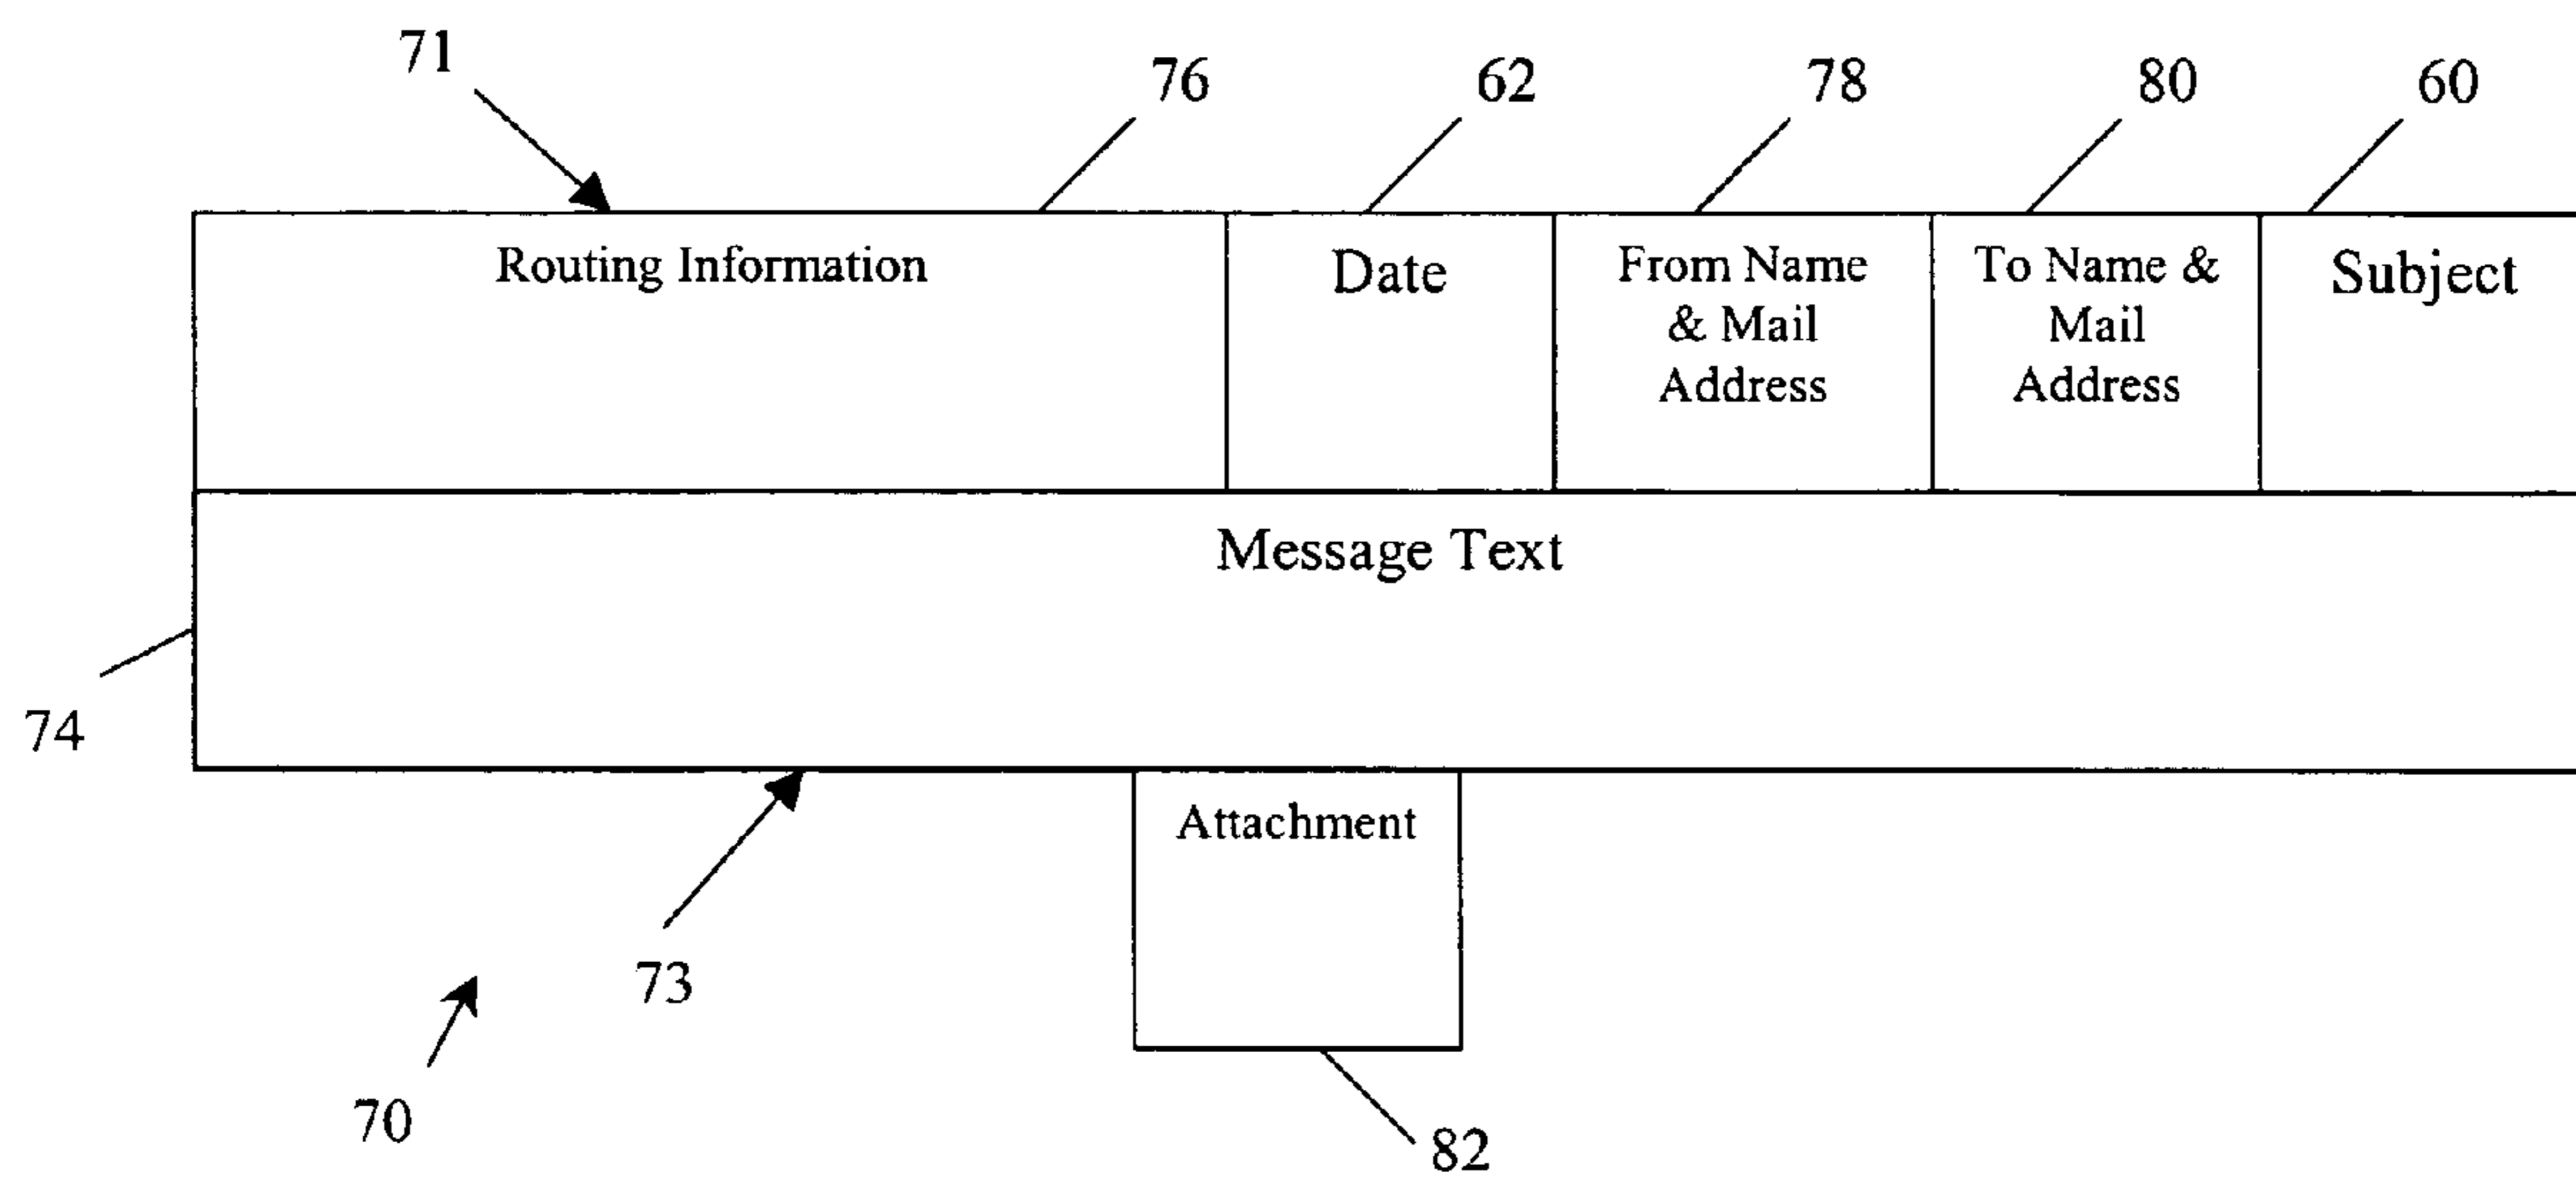 71
76
62
78
80
60
Routing Information
Date
From Name
& Mail
Address
To Name &
Mail
Address
Subject
Message Text
74
Attachment
73
70
82